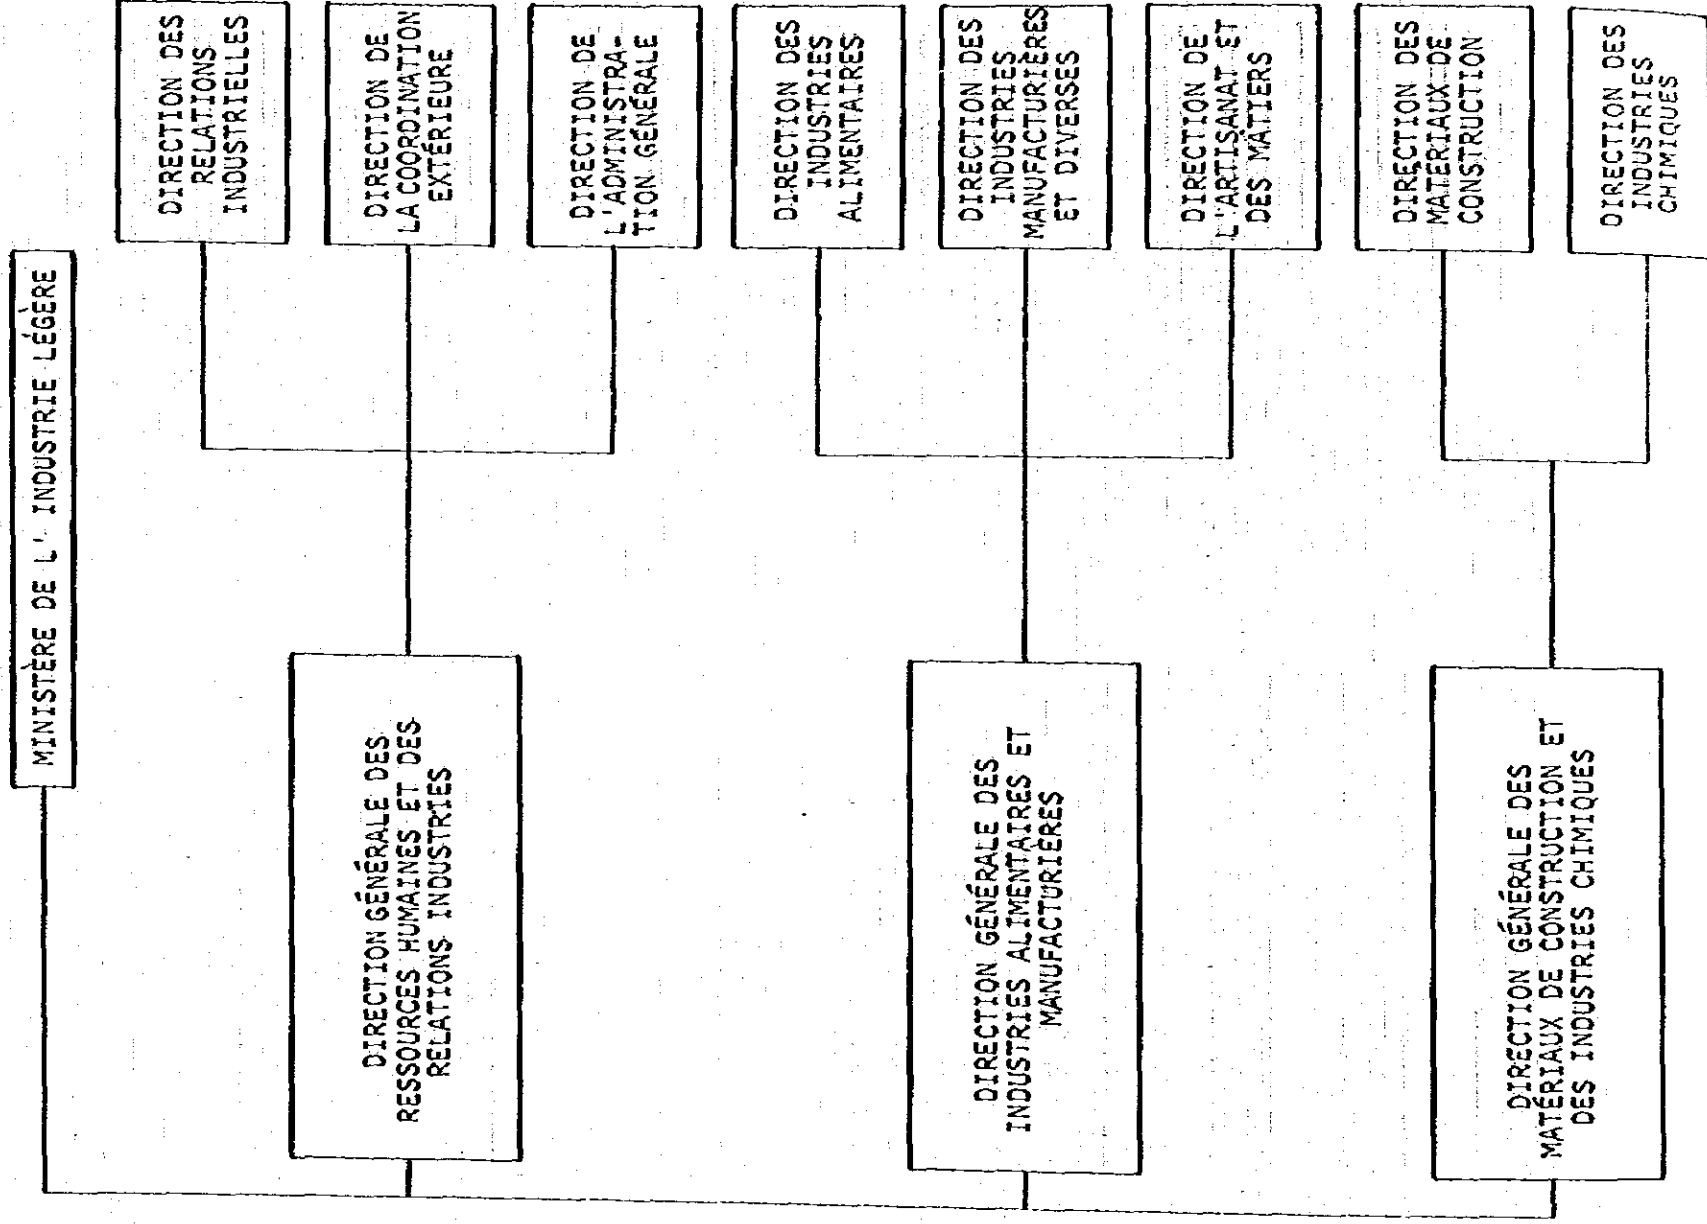 MINISTÈRE DE L' INDUSTRIE LÉGÈRE
DIRECTION GÉNÉRALE DES
RESSOURCES HUMAINES ET DES
RELATIONS INDUSTRIES
DIRECTION DES
RELATIONS
INDUSTRIELLES
DIRECTION DE
LA COORDINATION
EXTÉRIEURE
DIRECTION DE
L'ADMINISTRA-
TION GÉNÉRALE
DIRECTION GÉNÉRALE DES
INDUSTRIES ALIMENTAIRES ET
MANUFACTURIÈRES
DIRECTION DES
INDUSTRIES
ALIMENTAIRES
DIRECTION DES
INDUSTRIES
MANUFACTURIÈRES
ET DIVERSES
DIRECTION DE
L'ARTISANAT ET
DES MÂTIERS
DIRECTION GÉNÉRALE DES
MATÉRIAUX DE CONSTRUCTION ET
DES INDUSTRIES CHIMIQUES
DIRECTION DES
MATÉRIAUX DE
CONSTRUCTION
DIRECTION DES
INDUSTRIES
CHIMIQUES